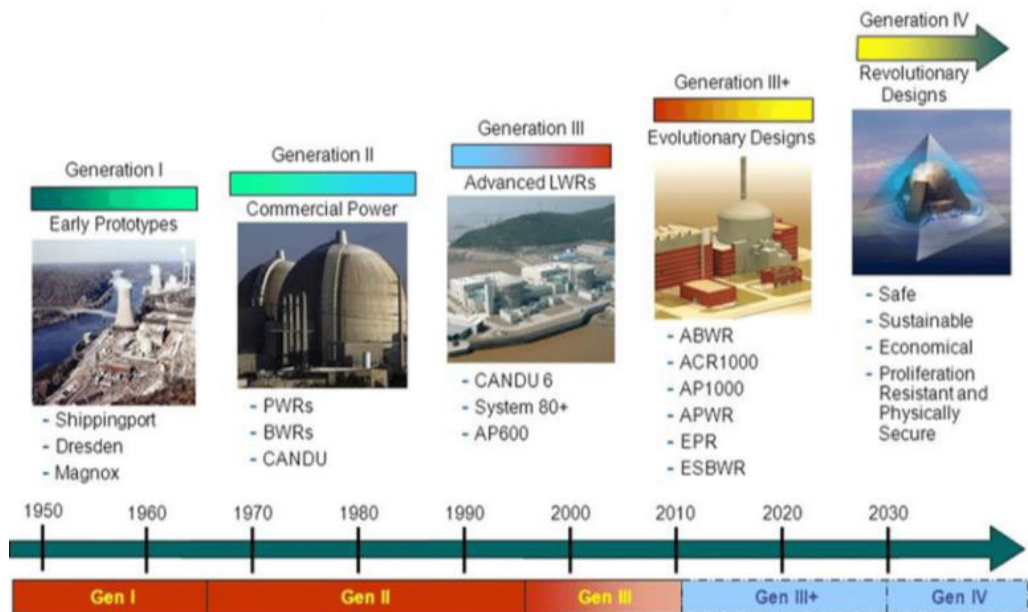 Generation I
Early Prototypes
- Shippingport
- Dresden
- Magnox
Generation II
Commercial Power
- PWRs
- BWRs
- CANDU
Generation III
Advanced LWRs
- CANDU 6
- System 80+
- AP600
Generation III+
Evolutionary Designs
- ABWR
- ACR1000
- AP1000
- APWR
- EPR
- ESBWR
Generation IV
Revolutionary
Designs
- Safe
- Sustainable
- Economical
- Proliferation
Resistant and
Physically
Secure
1950 1960 1970 1980 1990 2000 2010 2020 2030
Gen I Gen II Gen III Gen III+ Gen IV